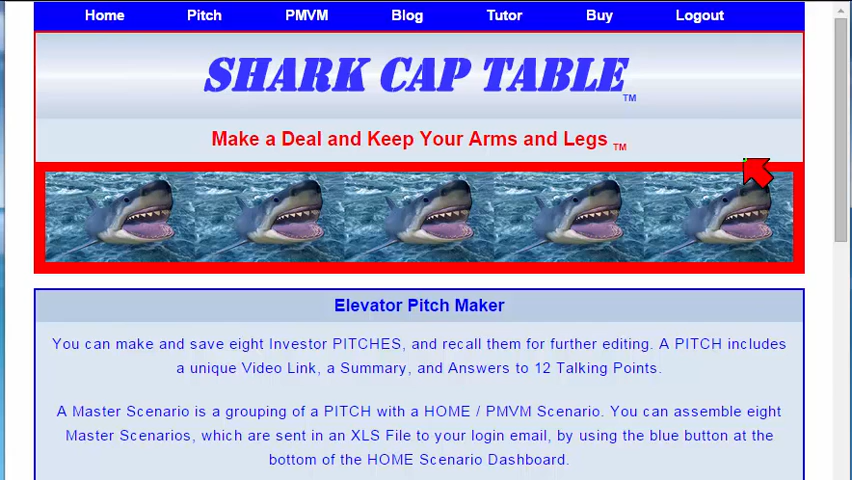 Home Pitch PMVM Blog Tutor Buy Logout
SHARK CAP TABLE TM
Make a Deal and Keep Your Arms and Legs TM
Elevator Pitch Maker
You can make and save eight Investor PITCHES, and recall them for further editing. A PITCH includes
a unique Video Link, a Summary, and Answers to 12 Talking Points.
A Master Scenario is a grouping of a PITCH with a HOME / PMVM Scenario. You can assemble eight
Master Scenarios, which are sent in an XLS File to your login email, by using the blue button at the
bottom of the HOME Scenario Dashboard.